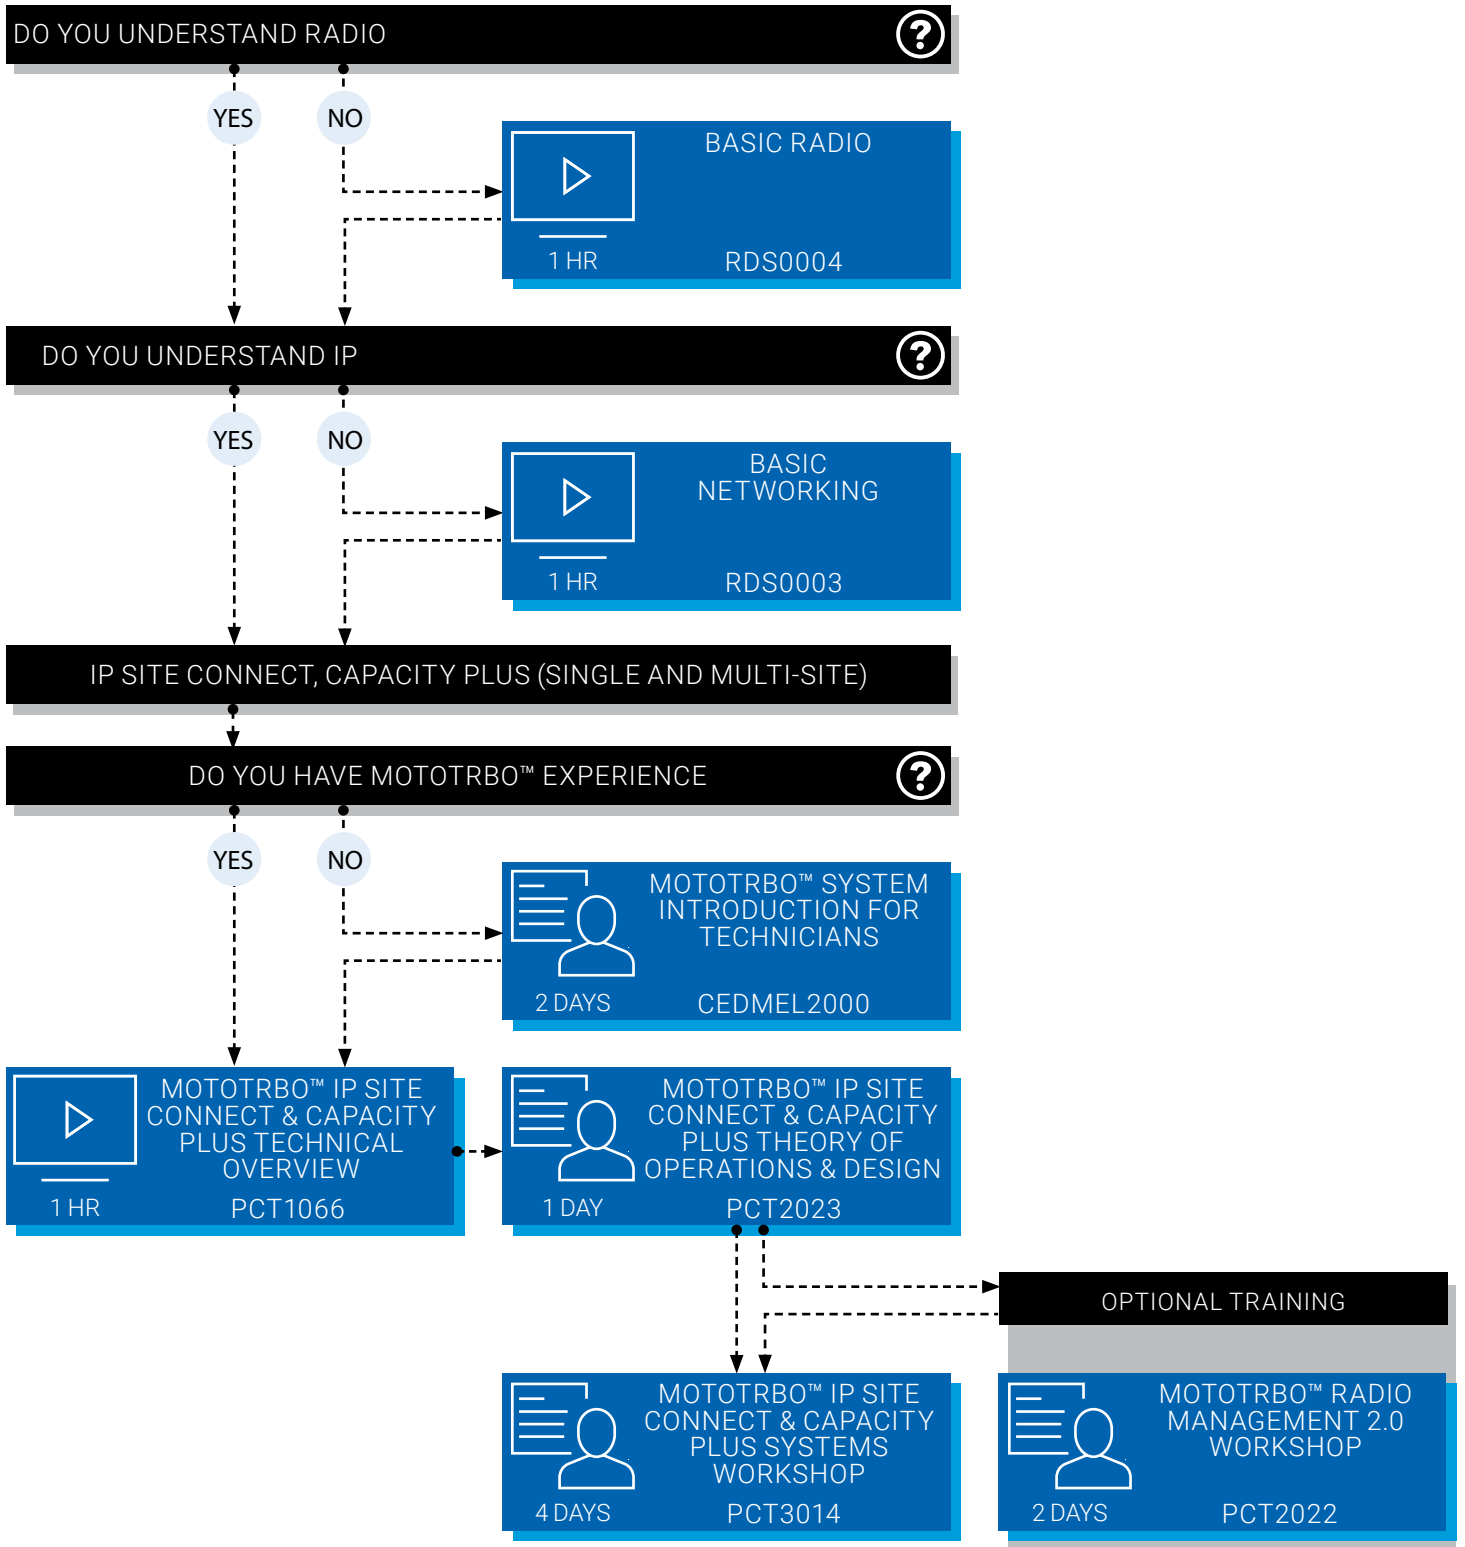 DO YOU UNDERSTAND RADIO
?
YES
NO
BASIC RADIO
1 HR
RDS0004
DO YOU UNDERSTAND IP
?
YES
NO
BASIC
NETWORKING
1 HR
RDS0003
IP SITE CONNECT, CAPACITY PLUS (SINGLE AND MULTI-SITE)
DO YOU HAVE MOTOTRBO™ EXPERIENCE
?
YES
NO
MOTOTRBO™ SYSTEM
INTRODUCTION FOR
TECHNICIANS
2 DAYS
CEDMEL2000
MOTOTRBO™ IP SITE
CONNECT & CAPACITY
PLUS TECHNICAL
OVERVIEW
1 HR
PCT1066
MOTOTRBO™ IP SITE
CONNECT & CAPACITY
PLUS THEORY OF
OPERATIONS & DESIGN
1 DAY
PCT2023
OPTIONAL TRAINING
MOTOTRBO™ IP SITE
CONNECT & CAPACITY
PLUS SYSTEMS
WORKSHOP
4 DAYS
PCT3014
MOTOTRBO™ RADIO
MANAGEMENT 2.0
WORKSHOP
2 DAYS
PCT2022